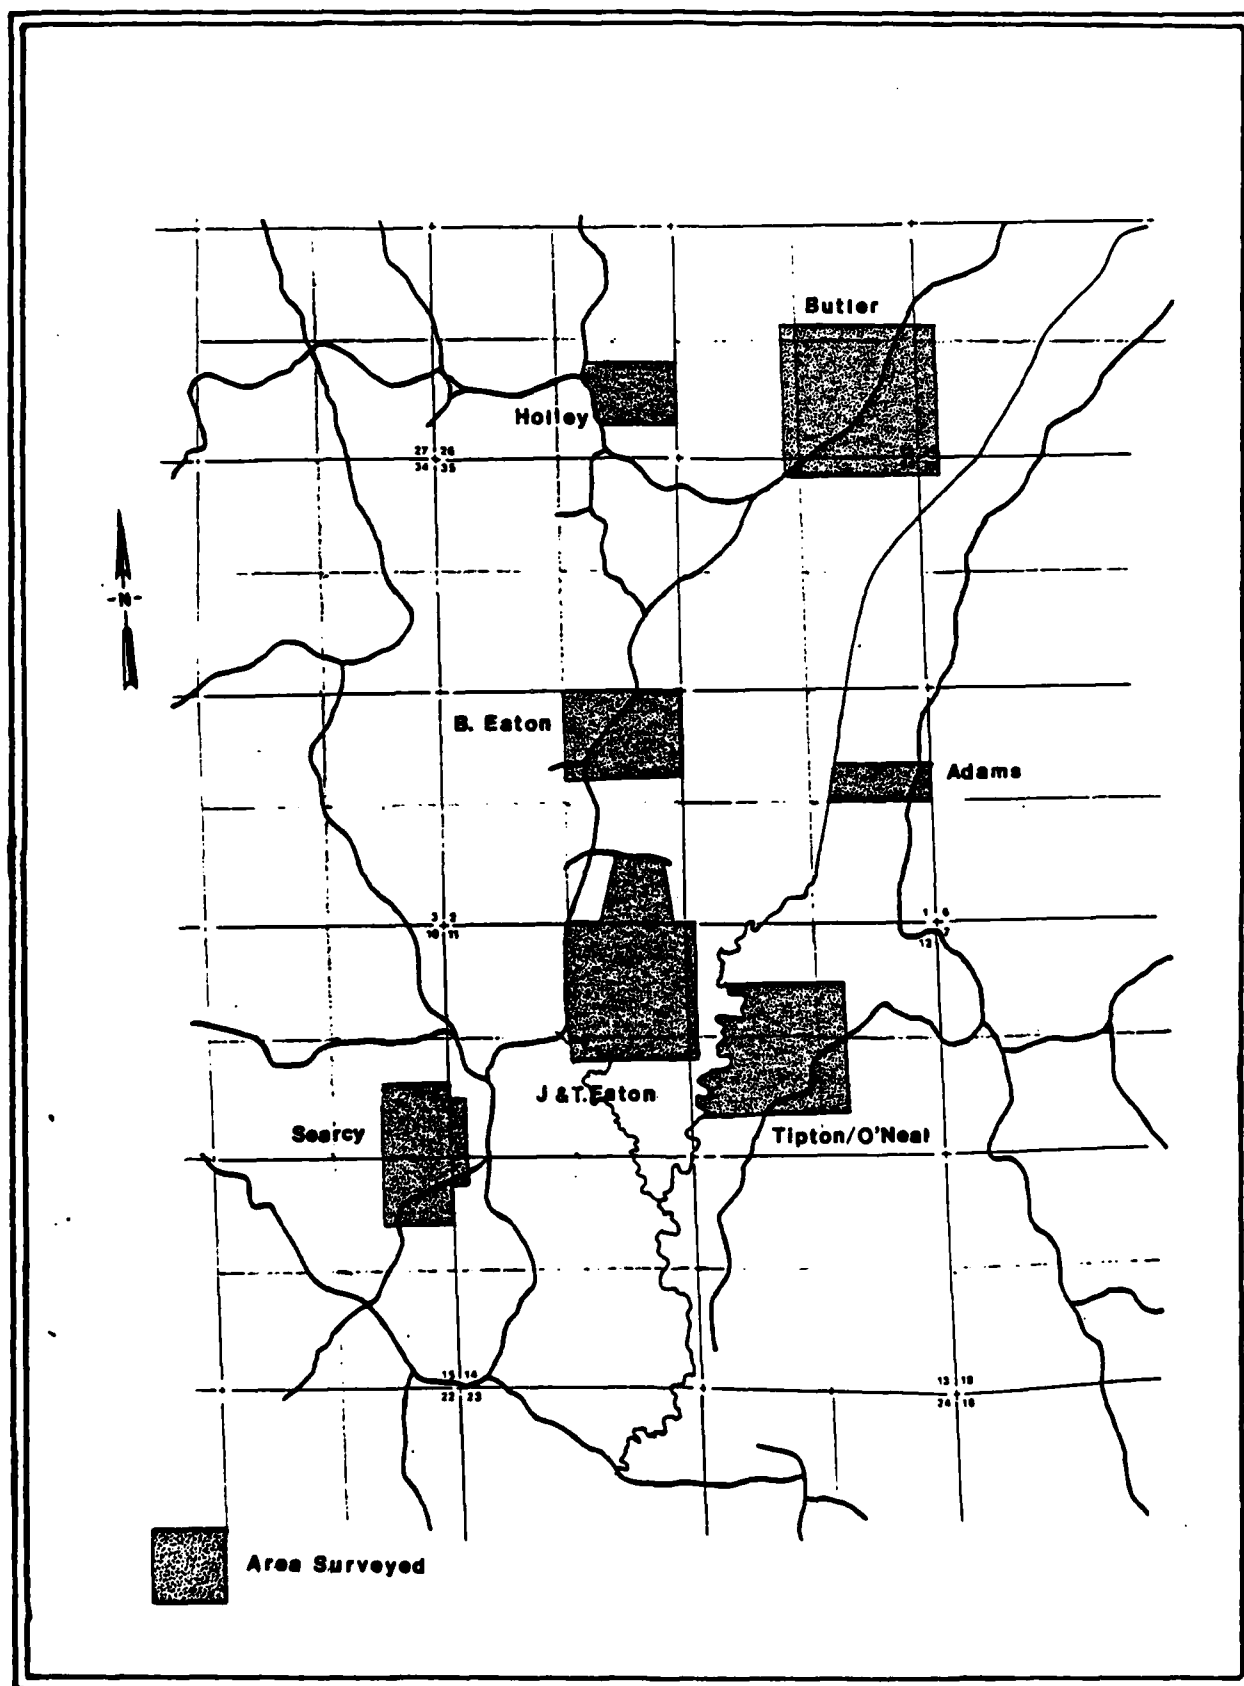 Butler
Holley
27 26
34 35
-N-
B. Eaton
Adams
3 2
10 11
1 6
12 7
J & T. Eaton
Searcy
Tipton/O'Neal
15 14
22 23
13 18
24 19
Area Surveyed